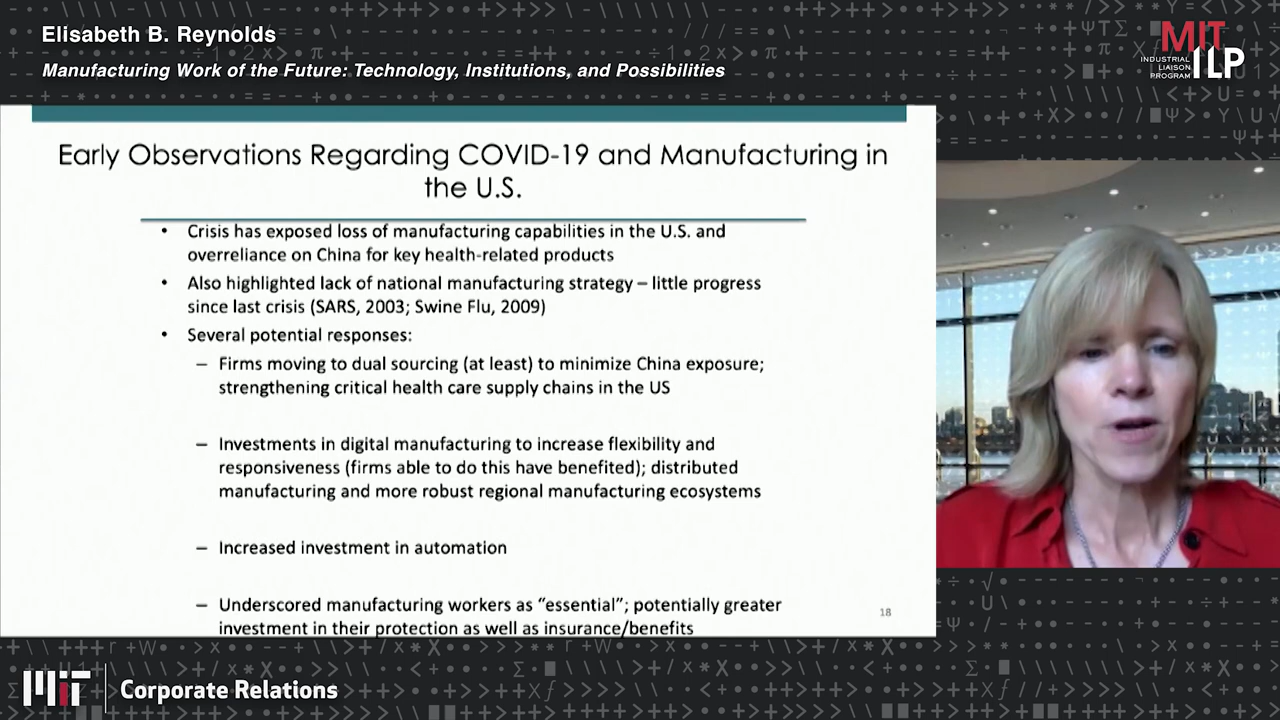 Elisabeth B. Reynolds
Manufacturing Work of the Future: Technology, Institutions, and Possibilities
MIT
INDUSTRIAL
LIAISON
PROGRAM
ILP
Early Observations Regarding COVID-19 and Manufacturing in
the U.S.
• Crisis has exposed loss of manufacturing capabilities in the U.S. and
overreliance on China for key health-related products
• Also highlighted lack of national manufacturing strategy – little progress
since last crisis (SARS, 2003; Swine Flu, 2009)
• Several potential responses:
– Firms moving to dual sourcing (at least) to minimize China exposure;
strengthening critical health care supply chains in the US
– Investments in digital manufacturing to increase flexibility and
responsiveness (firms able to do this have benefited); distributed
manufacturing and more robust regional manufacturing ecosystems
– Increased investment in automation
– Underscored manufacturing workers as “essential”; potentially greater
investment in their protection as well as insurance/benefits
18
MIT
Corporate Relations